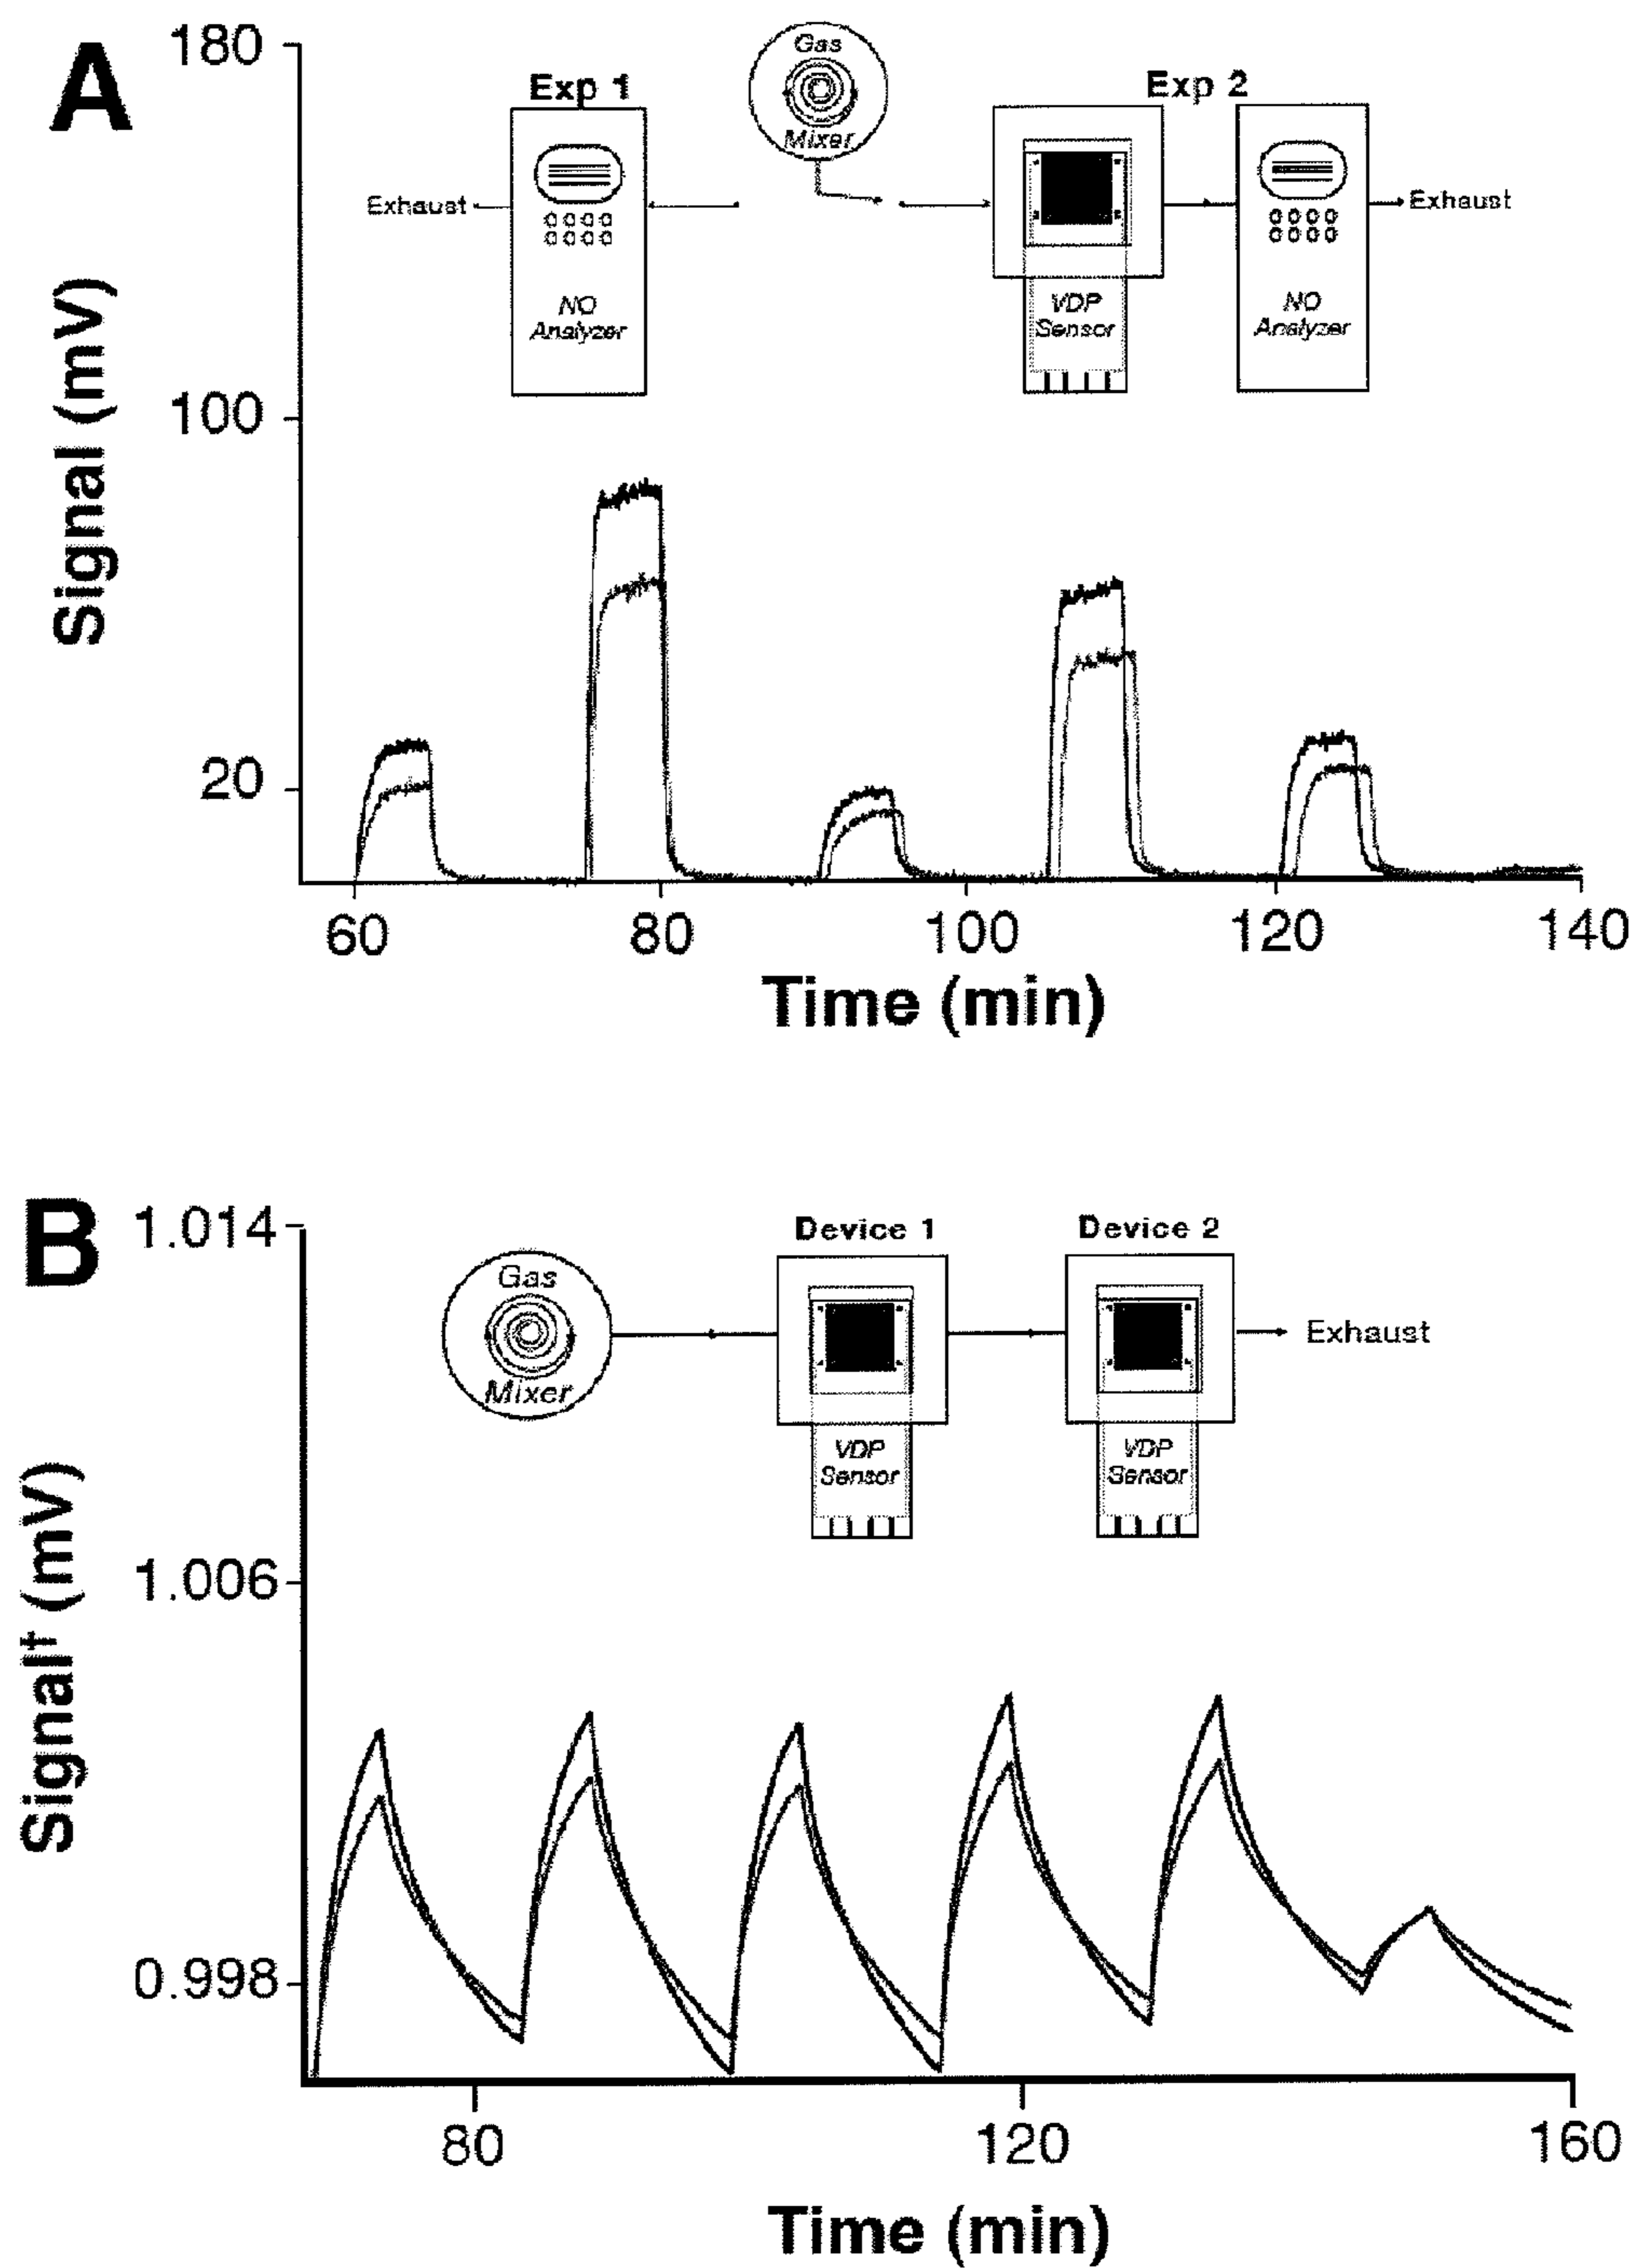 A
180
100
20
Signal (mV)
Exp 1
Gas
Mixer
Exp 2
Exhaust
NO
Analyzer
VDP
Sensor
NO
Analyzer
Exhaust
60
80
100
120
140
Time (min)
B
1.014
1.006
0.998
Signal† (mV)
Gas
Mixer
Device 1
VDP
Sensor
Device 2
VDP
Sensor
Exhaust
80
120
160
Time (min)